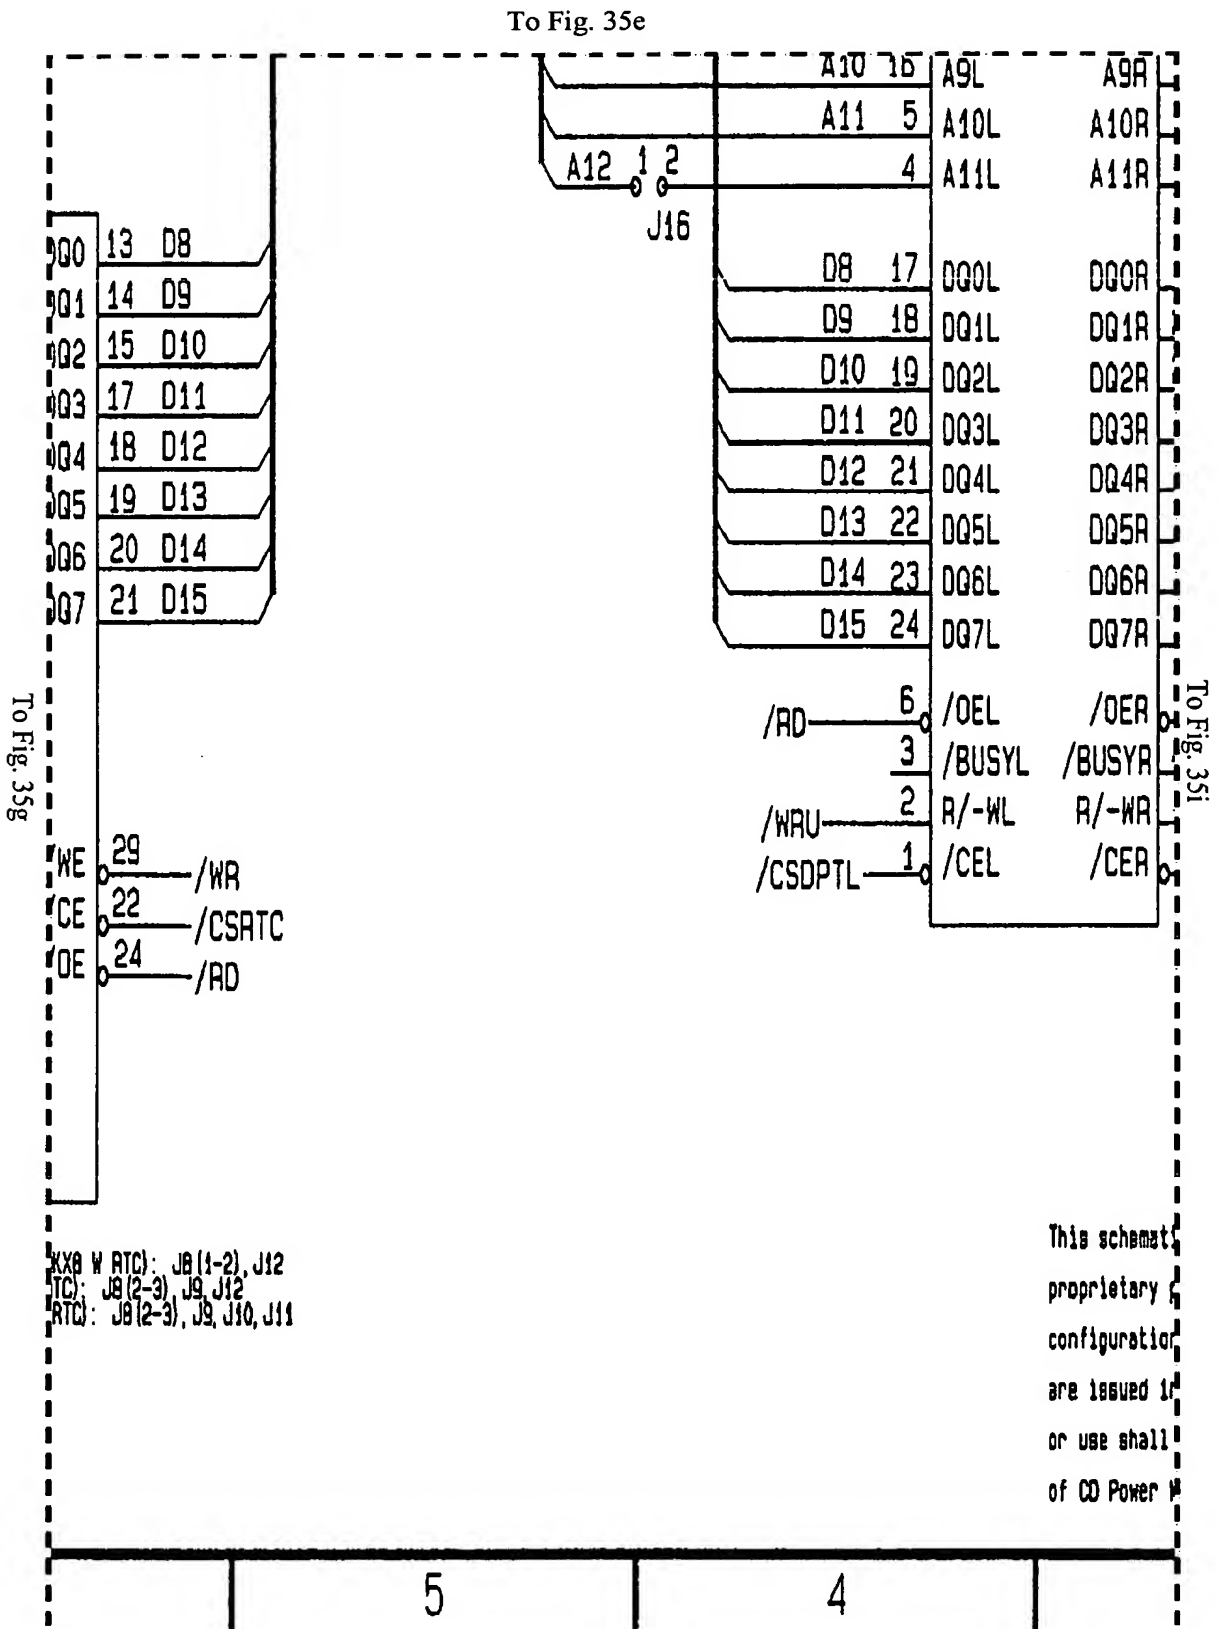 To Fig. 35e
A10 16 A9L A9R
A11 5 A10L A10R
A12 1 2 4 A11L A11R
J16
DQ0 13 D8
DQ1 14 D9
DQ2 15 D10
DQ3 17 D11
DQ4 18 D12
DQ5 19 D13
DQ6 20 D14
DQ7 21 D15
D8 17 DQ0L DQ0R
D9 18 DQ1L DQ1R
D10 19 DQ2L DQ2R
D11 20 DQ3L DQ3R
D12 21 DQ4L DQ4R
D13 22 DQ5L DQ5R
D14 23 DQ6L DQ6R
D15 24 DQ7L DQ7R
/RD 6 /OEL /OER
3 /BUSYL /BUSYR
/WRU 2 R/-WL R/-WR
/CSDPTL 1 /CEL /CER
To Fig. 35g
To Fig. 35i
/WE 29 /WR
/CE 22 /CSRTC
/OE 24 /RD
KX8 W RTC): J8(1-2), J12
TC): J8(2-3), J9, J12
RTC): J8(2-3), J9, J10, J11
This schemati
proprietary
configuration
are issued in
or use shall
of CD Power
5 4